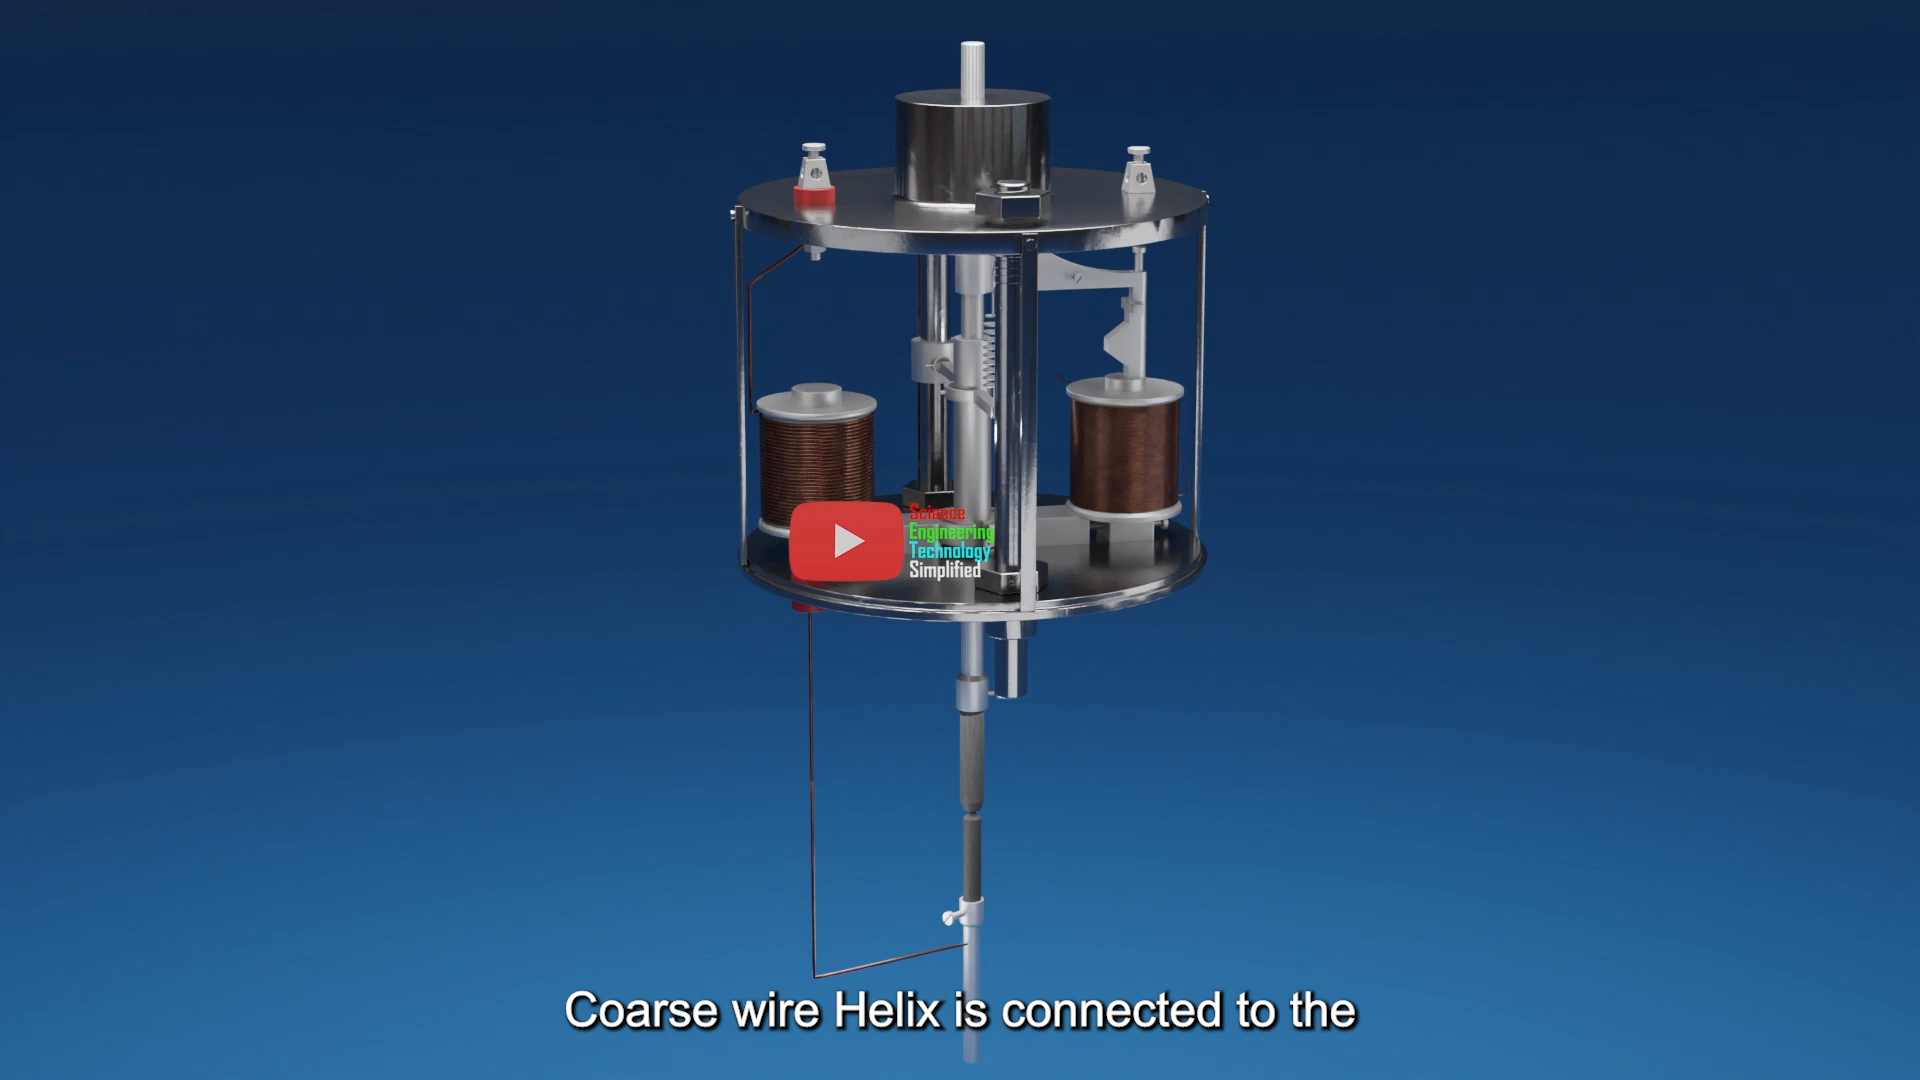 Science
Engineering
Technology
Simplified
Coarse wire Helix is connected to the